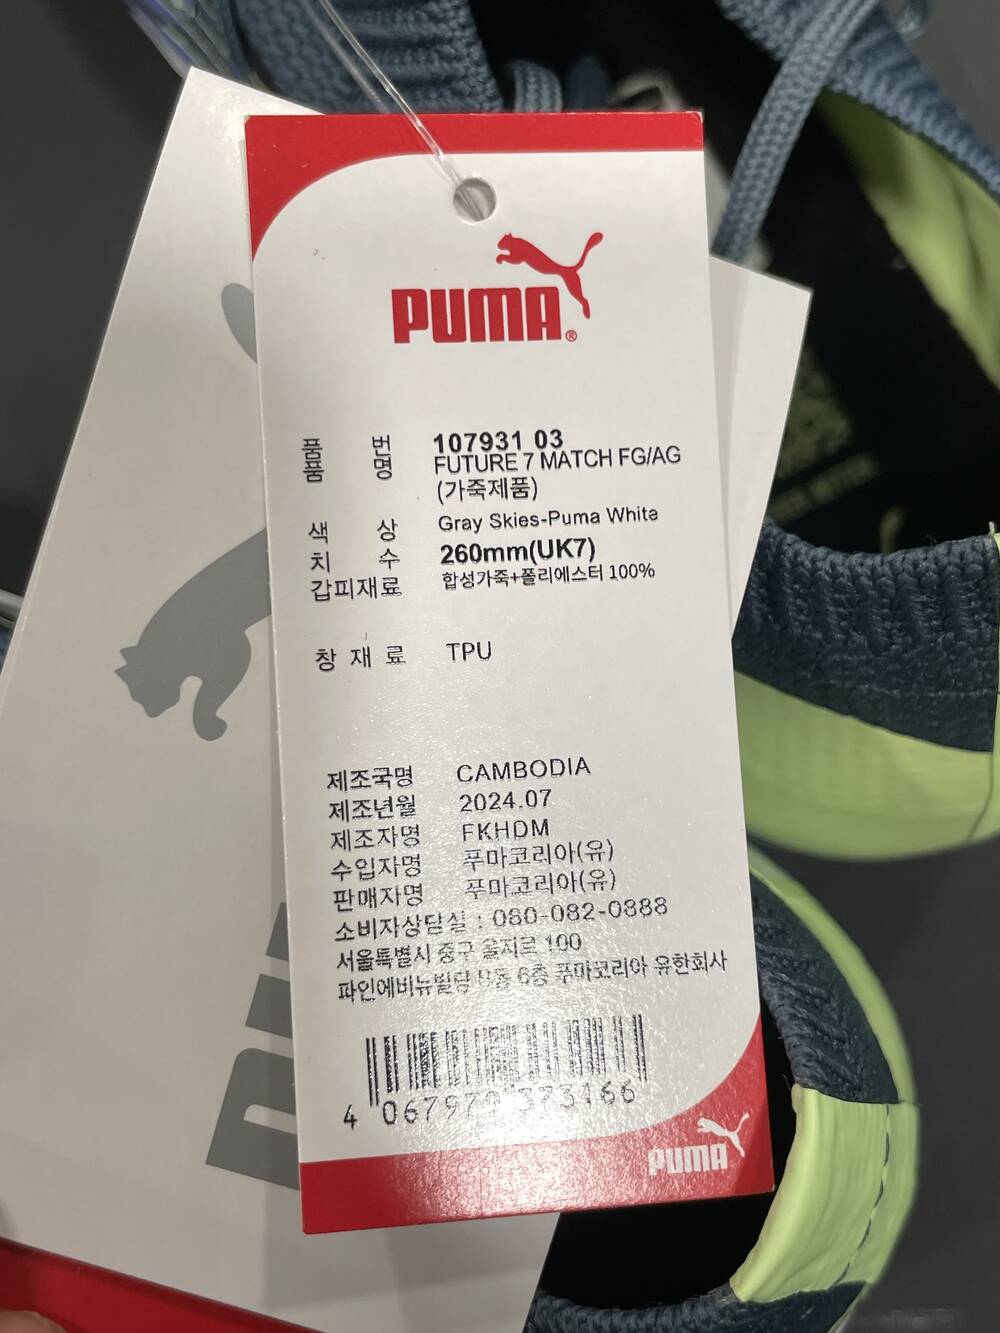 PUMA®
품 번 107931 03
품 명 FUTURE 7 MATCH FG/AG
(가죽제품)
색 상 Gray Skies-Puma White
치 수 260mm(UK7)
갑피재료 합성가죽+폴리에스터 100%
창 재 료 TPU
제조국명 CAMBODIA
제조년월 2024.07
제조자명 FKHDM
수입자명 푸마코리아(유)
판매자명 푸마코리아(유)
소비자상담실 : 080-082-0888
서울특별시 중구 을지로 100
파인에비뉴빌딩 B동 6층 푸마코리아 유한회사
4 067979 373166
PUMA